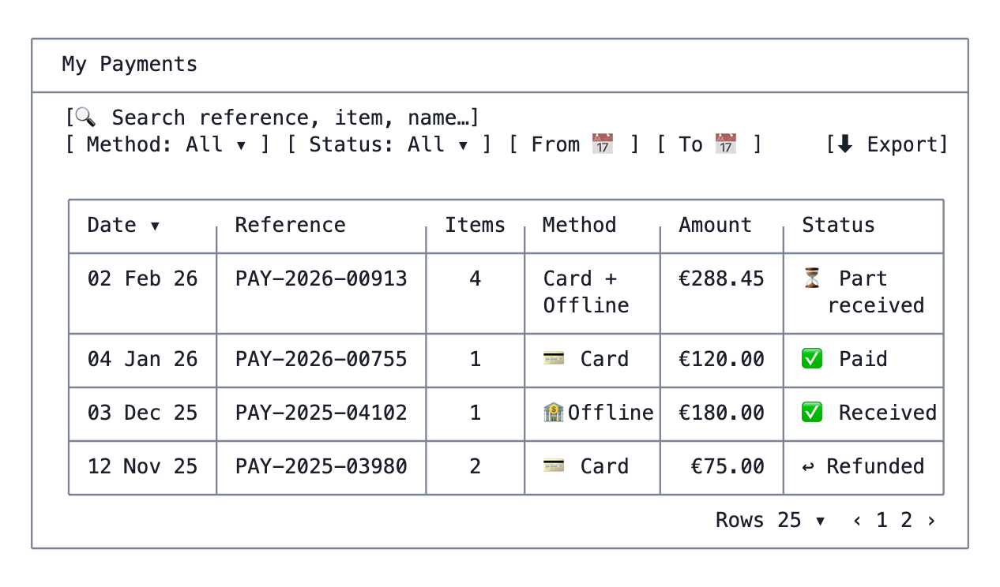 My Payments
[🔍 Search reference, item, name…]
[ Method: All ▾ ] [ Status: All ▾ ] [ From 📅 ] [ To 📅 ] [⬇ Export]
Date ▾ Reference Items Method Amount Status
02 Feb 26 PAY-2026-00913 4 Card + €288.45 ⏳ Part
Offline received
04 Jan 26 PAY-2026-00755 1 💳 Card €120.00 ✅ Paid
03 Dec 25 PAY-2025-04102 1 🏦Offline €180.00 ✅ Received
12 Nov 25 PAY-2025-03980 2 💳 Card €75.00 ↩ Refunded
Rows 25 ▾ ‹ 1 2 ›